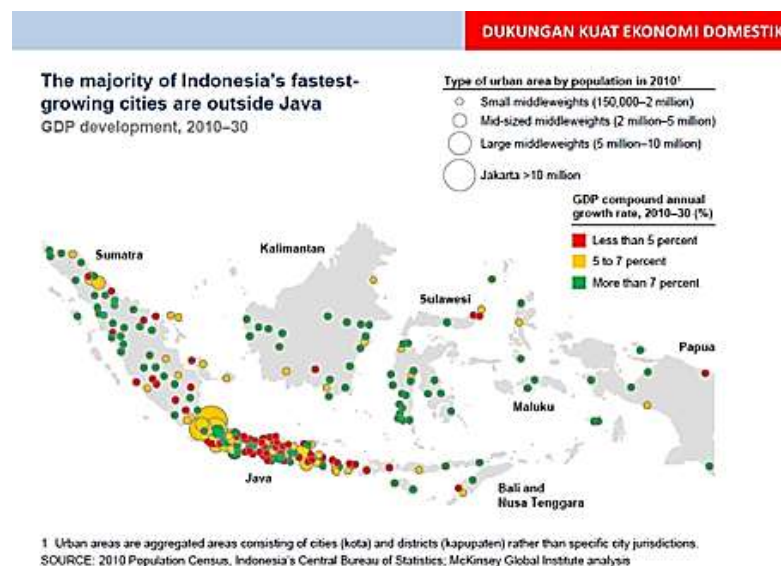 DUKUNGAN KUAT EKONOMI DOMESTIK
The majority of Indonesia's fastest-
growing cities are outside Java
GDP development, 2010–30
Type of urban area by population in 2010¹
Small middleweights (150,000–2 million)
Mid-sized middleweights (2 million–5 million)
Large middleweights (5 million–10 million)
Jakarta >10 million
GDP compound annual
growth rate, 2010–30 (%)
Less than 5 percent
5 to 7 percent
More than 7 percent
Sumatra
Kalimantan
Sulawesi
Papua
Maluku
Java
Bali and
Nusa Tenggara
1 Urban areas are aggregated areas consisting of cities (kota) and districts (kapupaten) rather than specific city jurisdictions.
SOURCE: 2010 Population Census, Indonesia's Central Bureau of Statistics; McKinsey Global Institute analysis